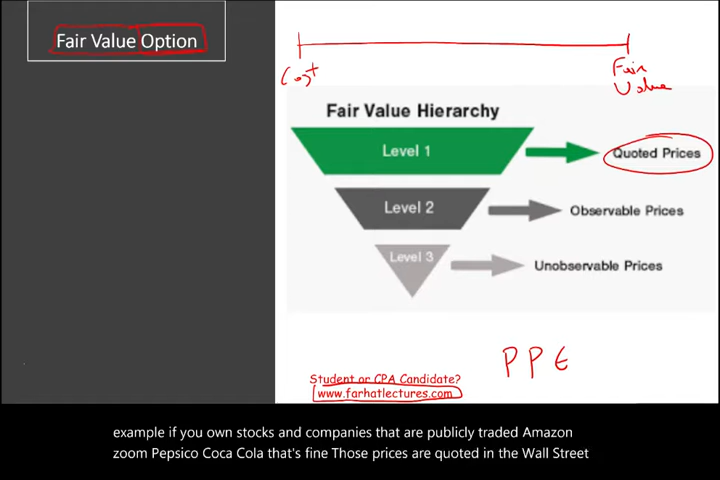 Fair Value Option
Cost
Fair
Value
Fair Value Hierarchy
Level 1
Quoted Prices
Level 2
Observable Prices
Level 3
Unobservable Prices
PPE
Student or CPA Candidate?
www.farhatlectures.com
example if you own stocks and companies that are publicly traded Amazon
zoom Pepsico Coca Cola that's fine Those prices are quoted in the Wall Street